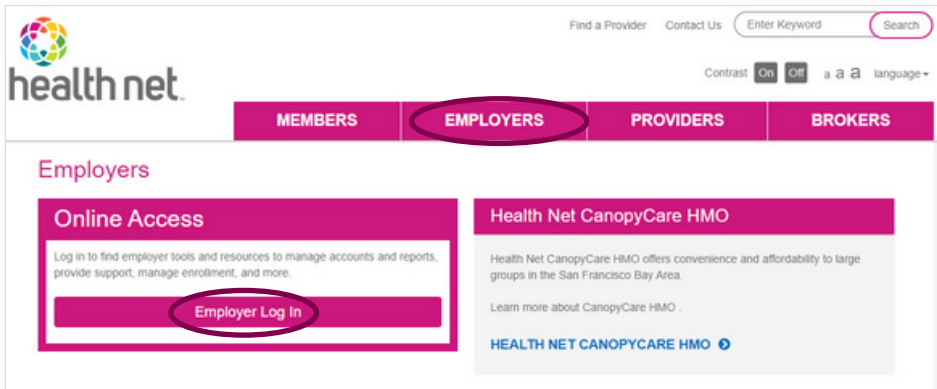 Find a Provider Contact Us Enter Keyword Search
health net™
Contrast On Off a a a language
MEMBERS EMPLOYERS PROVIDERS BROKERS
Employers
Online Access
Log in to find employer tools and resources to manage accounts and reports,
provide support, manage enrollment, and more.
Employer Log In
Health Net CanopyCare HMO
Health Net CanopyCare HMO offers convenience and affordability to large
groups in the San Francisco Bay Area.
Learn more about CanopyCare HMO .
HEALTH NET CANOPYCARE HMO